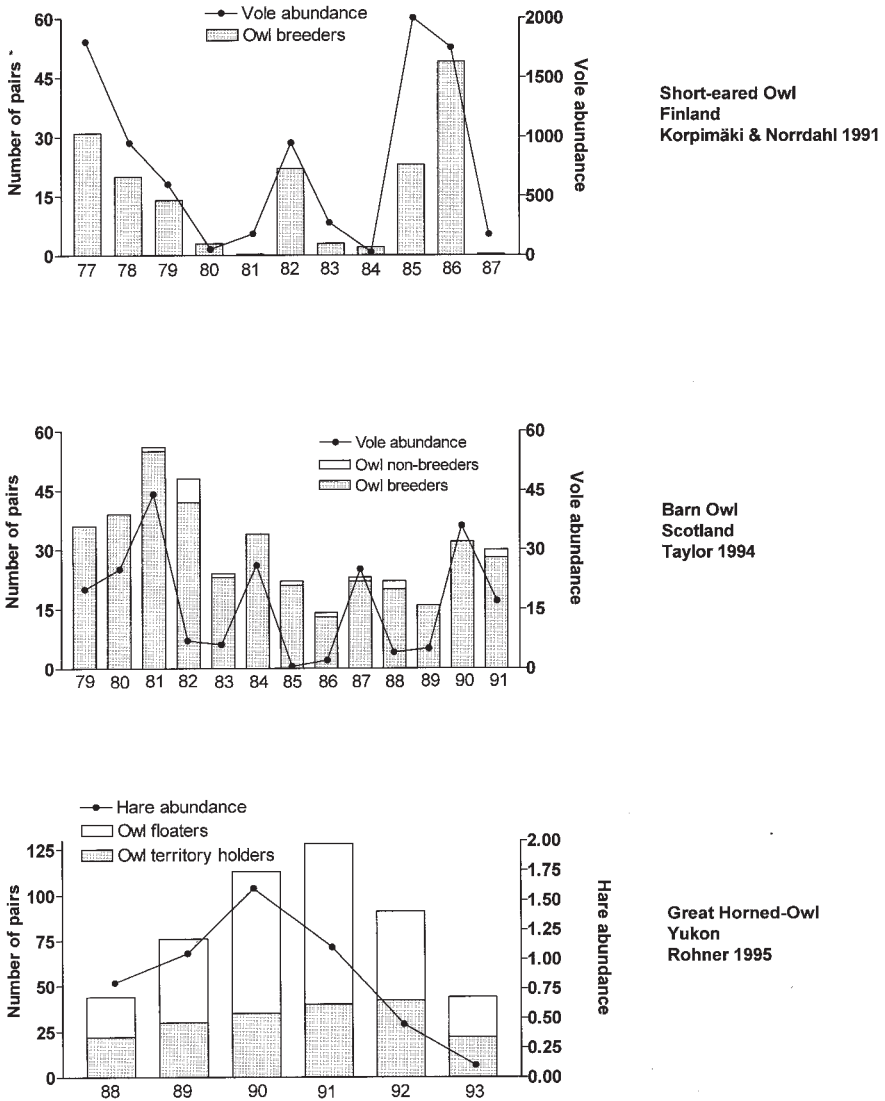 Vole abundance
Owl breeders
Number of pairs *
60
45
30
15
0
2000
1500
1000
500
0
Vole abundance
77 78 79 80 81 82 83 84 85 86 87
Short-eared Owl
Finland
Korpimäki & Norrdahl 1991
Vole abundance
Owl non-breeders
Owl breeders
Number of pairs
60
45
30
15
0
60
45
30
15
0
Vole abundance
79 80 81 82 83 84 85 86 87 88 89 90 91
Barn Owl
Scotland
Taylor 1994
Hare abundance
Owl floaters
Owl territory holders
Number of pairs
125
100
75
50
25
0
2.00
1.75
1.50
1.25
1.00
0.75
0.50
0.25
0.00
Hare abundance
88 89 90 91 92 93
Great Horned-Owl
Yukon
Rohner 1995